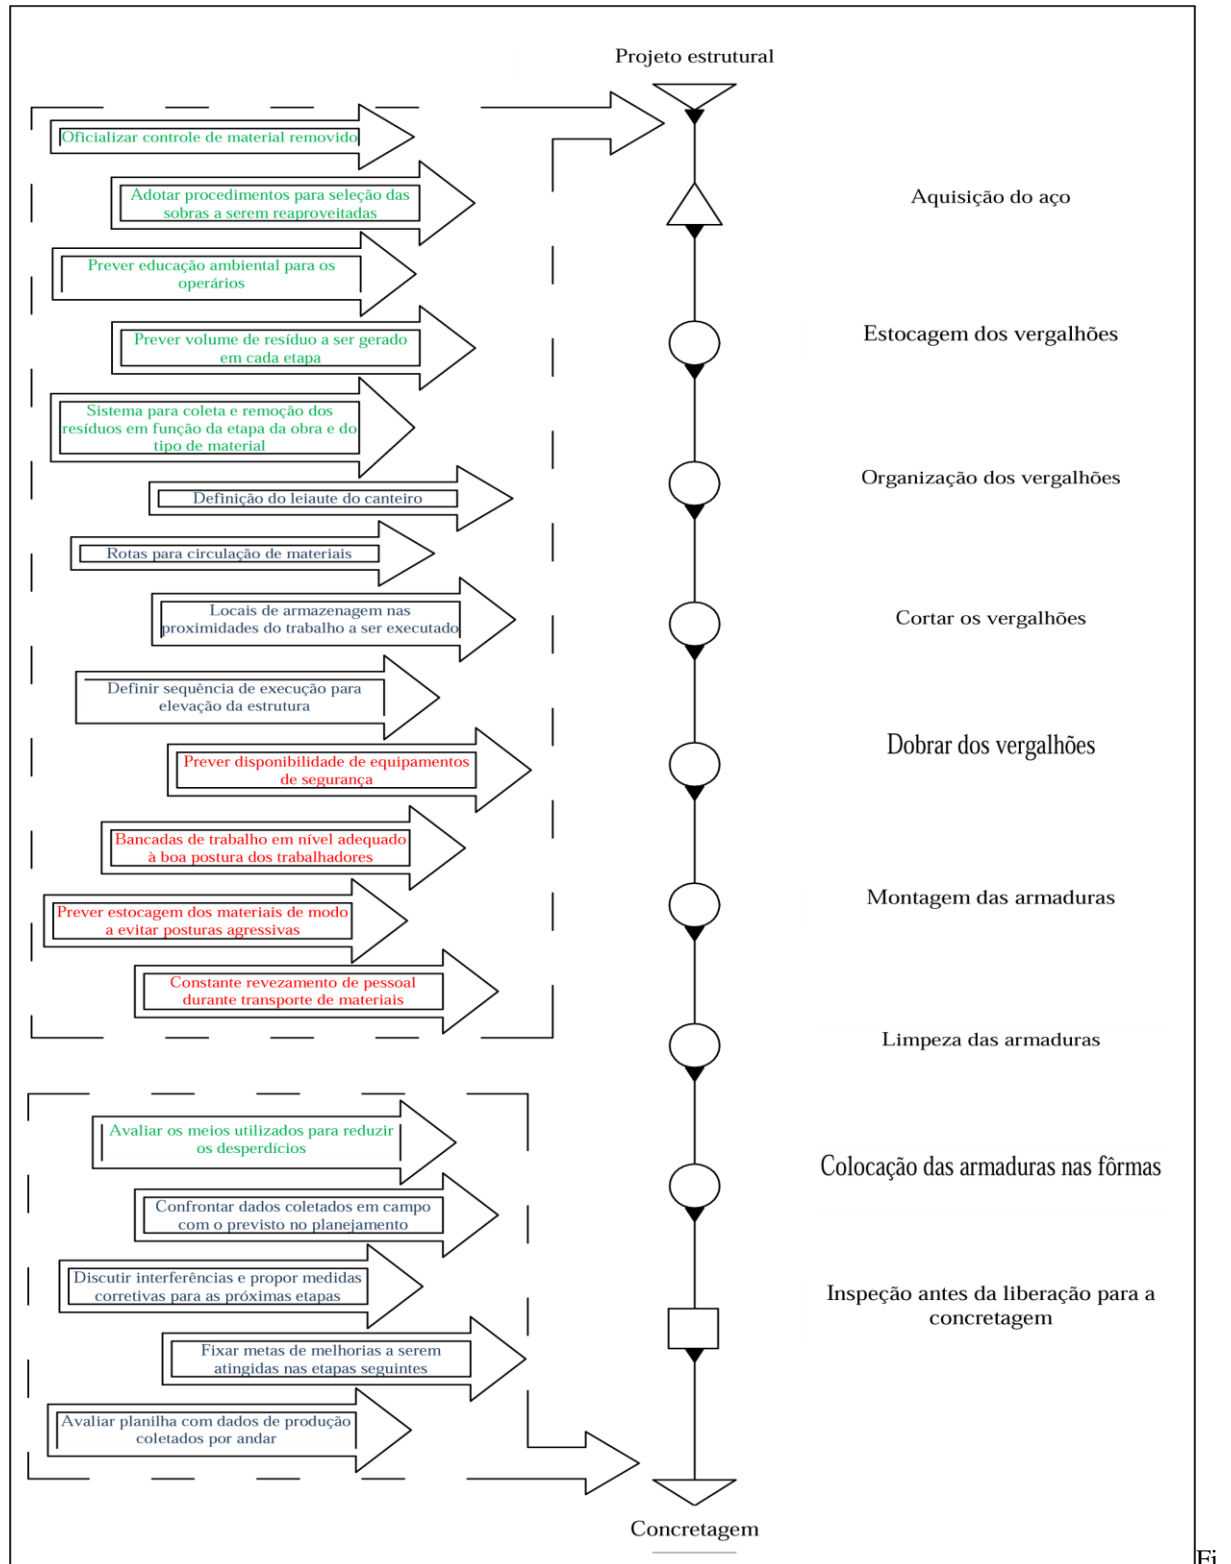 Projeto estrutural
Oficializar controle de material removido
Adotar procedimentos para seleção das
sobras a serem reaproveitadas
Prever educação ambiental para os
operários
Prever volume de resíduo a ser gerado
em cada etapa
Sistema para coleta e remoção dos
resíduos em função da etapa da obra e do
tipo de material
Definição do leiaute do canteiro
Rotas para circulação de materiais
Locais de armazenagem nas
proximidades do trabalho a ser executado
Definir sequência de execução para
elevação da estrutura
Prever disponibilidade de equipamentos
de segurança
Bancadas de trabalho em nível adequado
à boa postura dos trabalhadores
Prever estocagem dos materiais de modo
a evitar posturas agressivas
Constante revezamento de pessoal
durante transporte de materiais
Avaliar os meios utilizados para reduzir
os desperdícios
Confrontar dados coletados em campo
com o previsto no planejamento
Discutir interferências e propor medidas
corretivas para as próximas etapas
Fixar metas de melhorias a serem
atingidas nas etapas seguintes
Avaliar planilha com dados de produção
coletados por andar
Aquisição do aço
Estocagem dos vergalhões
Organização dos vergalhões
Cortar os vergalhões
Dobrar dos vergalhões
Montagem das armaduras
Limpeza das armaduras
Colocação das armaduras nas fôrmas
Inspeção antes da liberação para a
concretagem
Concretagem
Fi